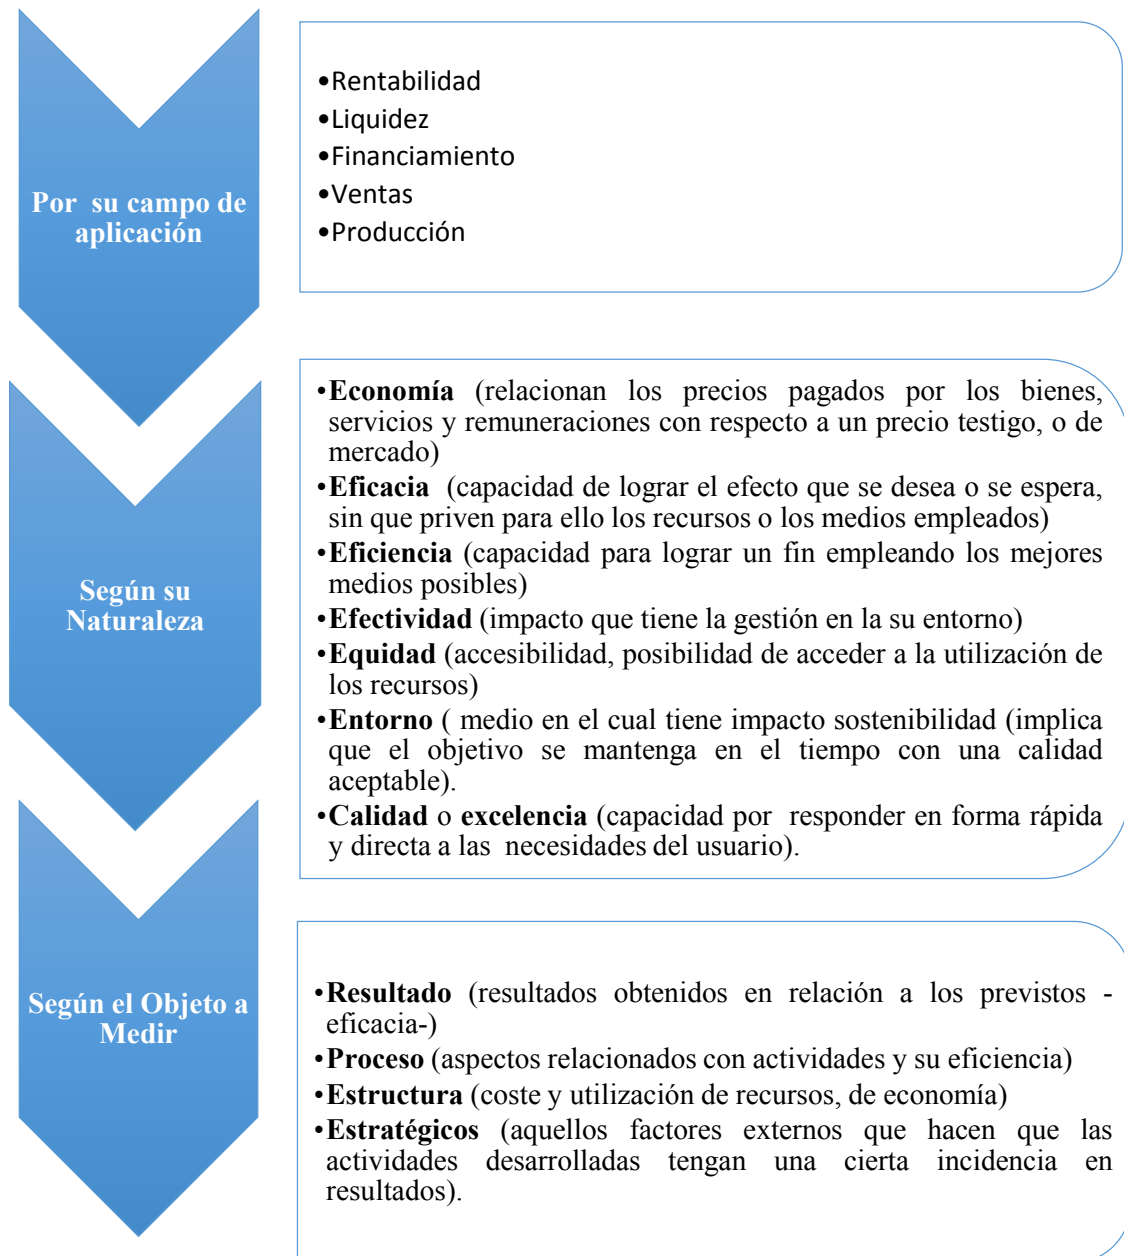 Por su campo de
aplicación
•Rentabilidad
•Liquidez
•Financiamiento
•Ventas
•Producción
Según su
Naturaleza
•Economía (relacionan los precios pagados por los bienes,
servicios y remuneraciones con respecto a un precio testigo, o de
mercado)
•Eficacia (capacidad de lograr el efecto que se desea o se espera,
sin que priven para ello los recursos o los medios empleados)
•Eficiencia (capacidad para lograr un fin empleando los mejores
medios posibles)
•Efectividad (impacto que tiene la gestión en la su entorno)
•Equidad (accesibilidad, posibilidad de acceder a la utilización de
los recursos)
•Entorno ( medio en el cual tiene impacto sostenibilidad (implica
que el objetivo se mantenga en el tiempo con una calidad
aceptable).
•Calidad o excelencia (capacidad por responder en forma rápida
y directa a las necesidades del usuario).
Según el Objeto a
Medir
•Resultado (resultados obtenidos en relación a los previstos -
eficacia-)
•Proceso (aspectos relacionados con actividades y su eficiencia)
•Estructura (coste y utilización de recursos, de economía)
•Estratégicos (aquellos factores externos que hacen que las
actividades desarrolladas tengan una cierta incidencia en
resultados).